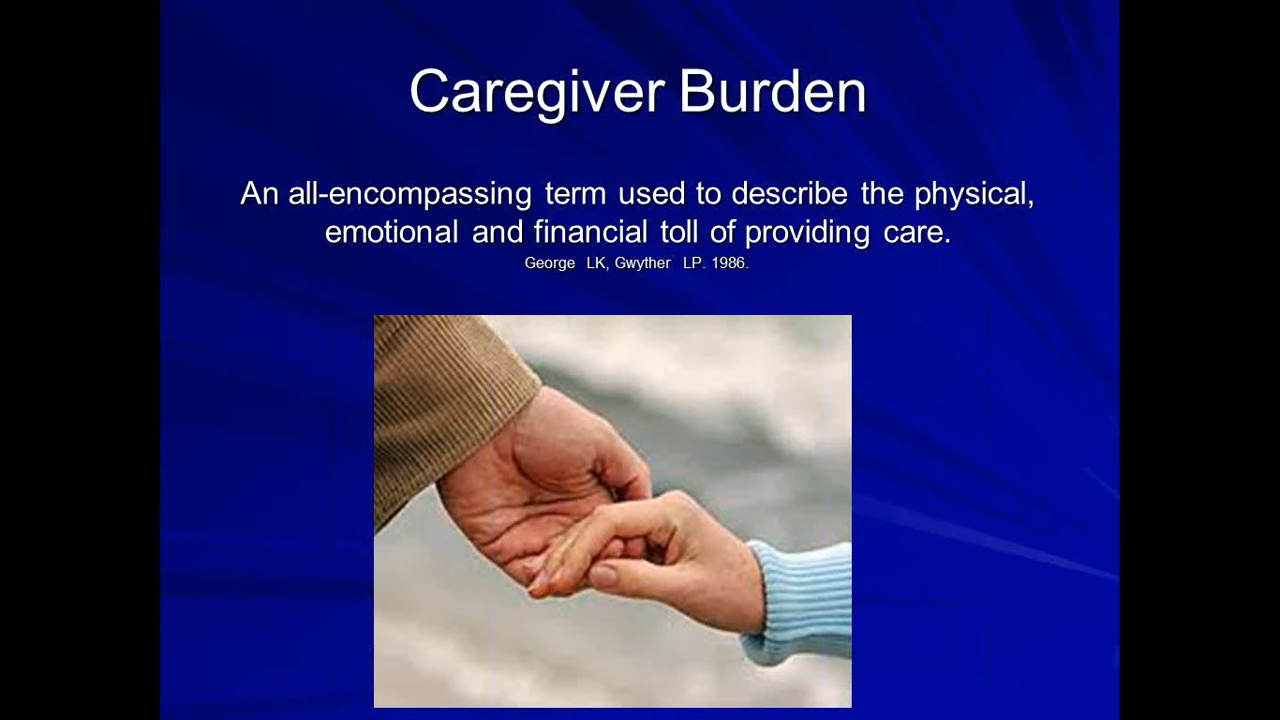 Caregiver Burden
An all-encompassing term used to describe the physical,
emotional and financial toll of providing care.
George LK, Gwyther LP. 1986.